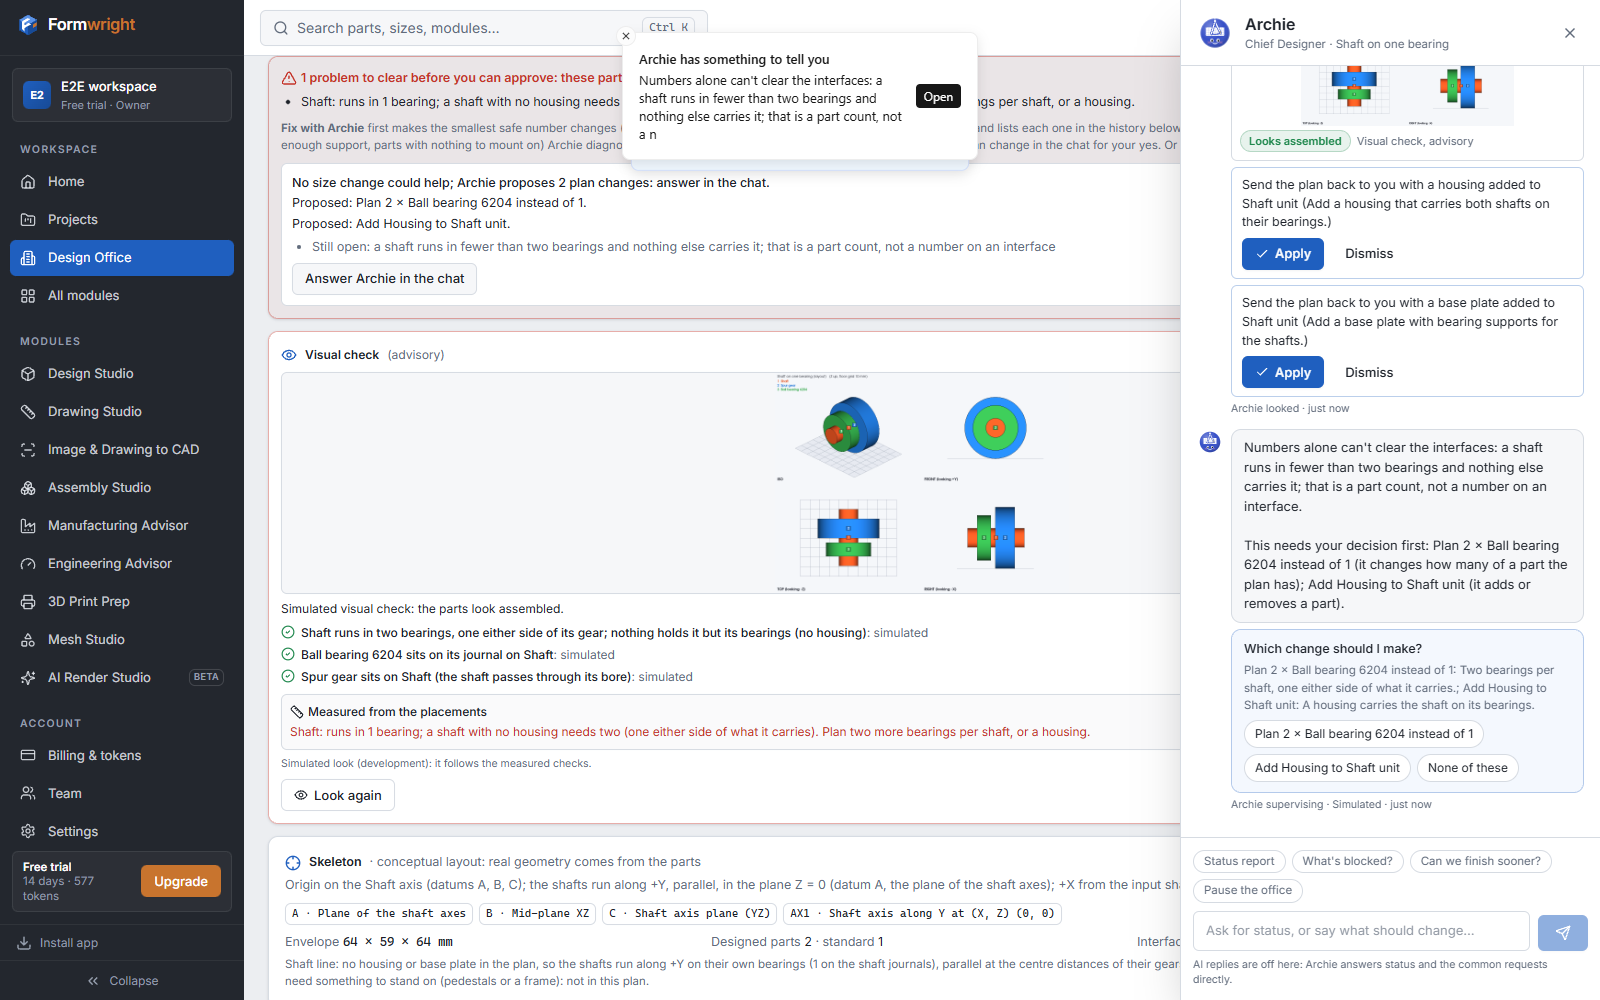 Formwright
E2 E2E workspace
Free trial · Owner
WORKSPACE
Home
Projects
Design Office
All modules
MODULES
Design Studio
Drawing Studio
Image & Drawing to CAD
Assembly Studio
Manufacturing Advisor
Engineering Advisor
3D Print Prep
Mesh Studio
AI Render Studio BETA
ACCOUNT
Billing & tokens
Team
Settings
Free trial
14 days · 577
tokens
Upgrade
Install app
Collapse
Search parts, sizes, modules...
Ctrl K
Archie has something to tell you
Numbers alone can't clear the interfaces: a
shaft runs in fewer than two bearings and
nothing else carries it; that is a part count, not
a n
Open
1 problem to clear before you can approve: these part
Shaft: runs in 1 bearing; a shaft with no housing needs
ngs per shaft, or a housing.
Fix with Archie first makes the smallest safe number changes (
and lists each one in the history below
enough support, parts with nothing to mount on) Archie diagno
n change in the chat for your yes. Or
No size change could help; Archie proposes 2 plan changes: answer in the chat.
Proposed: Plan 2 × Ball bearing 6204 instead of 1.
Proposed: Add Housing to Shaft unit.
Still open: a shaft runs in fewer than two bearings and nothing else carries it; that is a part count, not a number on an interface
Answer Archie in the chat
Visual check (advisory)
Simulated visual check: the parts look assembled.
Shaft runs in two bearings, one either side of its gear; nothing holds it but its bearings (no housing): simulated
Ball bearing 6204 sits on its journal on Shaft: simulated
Spur gear sits on Shaft (the shaft passes through its bore): simulated
Measured from the placements
Shaft: runs in 1 bearing; a shaft with no housing needs two (one either side of what it carries). Plan two more bearings per shaft, or a housing.
Simulated look (development): it follows the measured checks.
Look again
Skeleton · conceptual layout: real geometry comes from the parts
Origin on the Shaft axis (datums A, B, C); the shafts run along +Y, parallel, in the plane Z = 0 (datum A, the plane of the shaft axes); +X from the input sh
A · Plane of the shaft axes
B · Mid-plane XZ
C · Shaft axis plane (YZ)
AX1 · Shaft axis along Y at (X, Z) (0, 0)
Envelope 64 × 59 × 64 mm
Designed parts 2 · standard 1
Interfac
Shaft line: no housing or base plate in the plan, so the shafts run along +Y on their own bearings (1 on the shaft journals), parallel at the centre distances of their gear
need something to stand on (pedestals or a frame): not in this plan.
Archie
Chief Designer · Shaft on one bearing
Looks assembled Visual check, advisory
Send the plan back to you with a housing added to
Shaft unit (Add a housing that carries both shafts on
their bearings.)
Apply Dismiss
Send the plan back to you with a base plate added to
Shaft unit (Add a base plate with bearing supports for
the shafts.)
Apply Dismiss
Archie looked · just now
Numbers alone can't clear the interfaces: a shaft
runs in fewer than two bearings and nothing else
carries it; that is a part count, not a number on an
interface.
This needs your decision first: Plan 2 × Ball bearing
6204 instead of 1 (it changes how many of a part the
plan has); Add Housing to Shaft unit (it adds or
removes a part).
Which change should I make?
Plan 2 × Ball bearing 6204 instead of 1: Two bearings per
shaft, one either side of what it carries.; Add Housing to
Shaft unit: A housing carries the shaft on its bearings.
Plan 2 × Ball bearing 6204 instead of 1
Add Housing to Shaft unit
None of these
Archie supervising · Simulated · just now
Status report
What's blocked?
Can we finish sooner?
Pause the office
Ask for status, or say what should change...
AI replies are off here: Archie answers status and the common requests
directly.